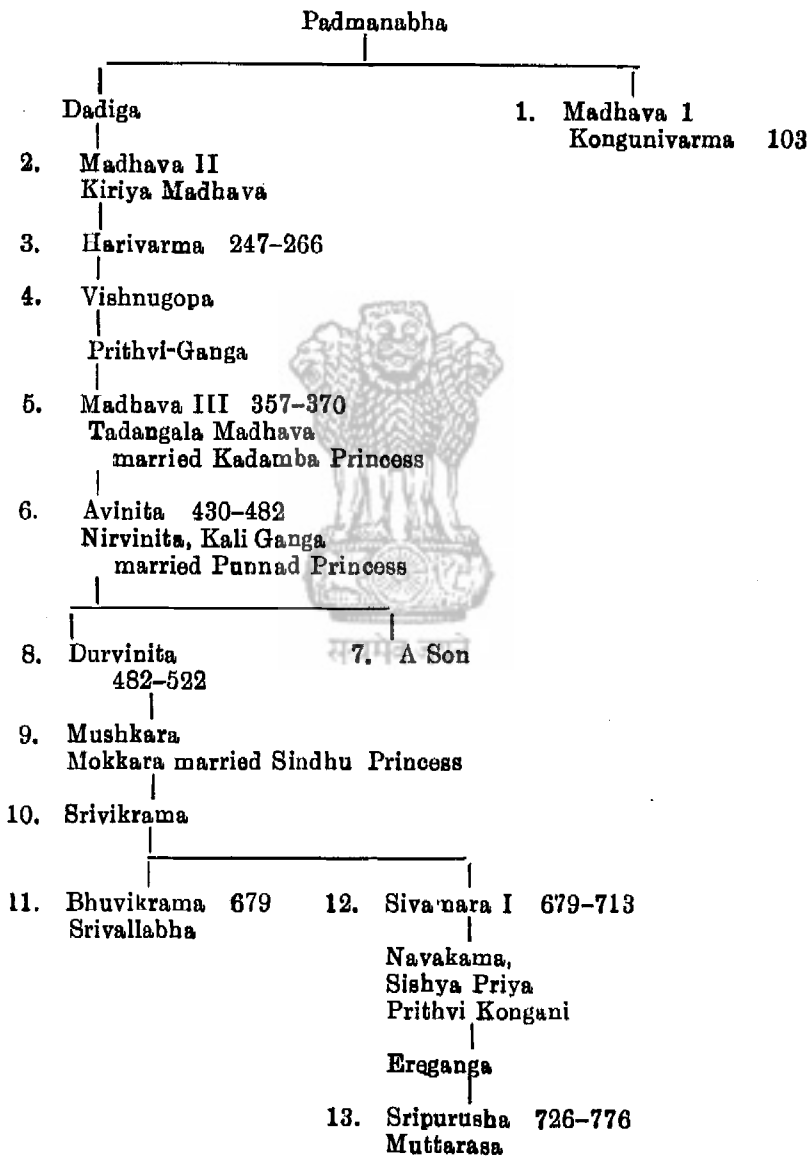 Padmanabha
Dadiga
1. Madhava 1
Kongunivarma 103
2. Madhava II
Kiriya Madhava
3. Harivarma 247-266
4. Vishnugopa
Prithvi-Ganga
5. Madhava III 357-370
Tadangala Madhava
married Kadamba Princess
6. Avinita 430-482
Nirvinita, Kali Ganga
married Punnad Princess
8. Durvinita
482-522
7. A Son
सत्यमेव जयते
9. Mushkara
Mokkara married Sindhu Princess
10. Srivikrama
11. Bhuvikrama 679
Srivallabha
12. Sivamara I 679-713
Navakama,
Sishya Priya
Prithvi Kongani
Ereganga
13. Sripurusha 726-776
Muttarasa